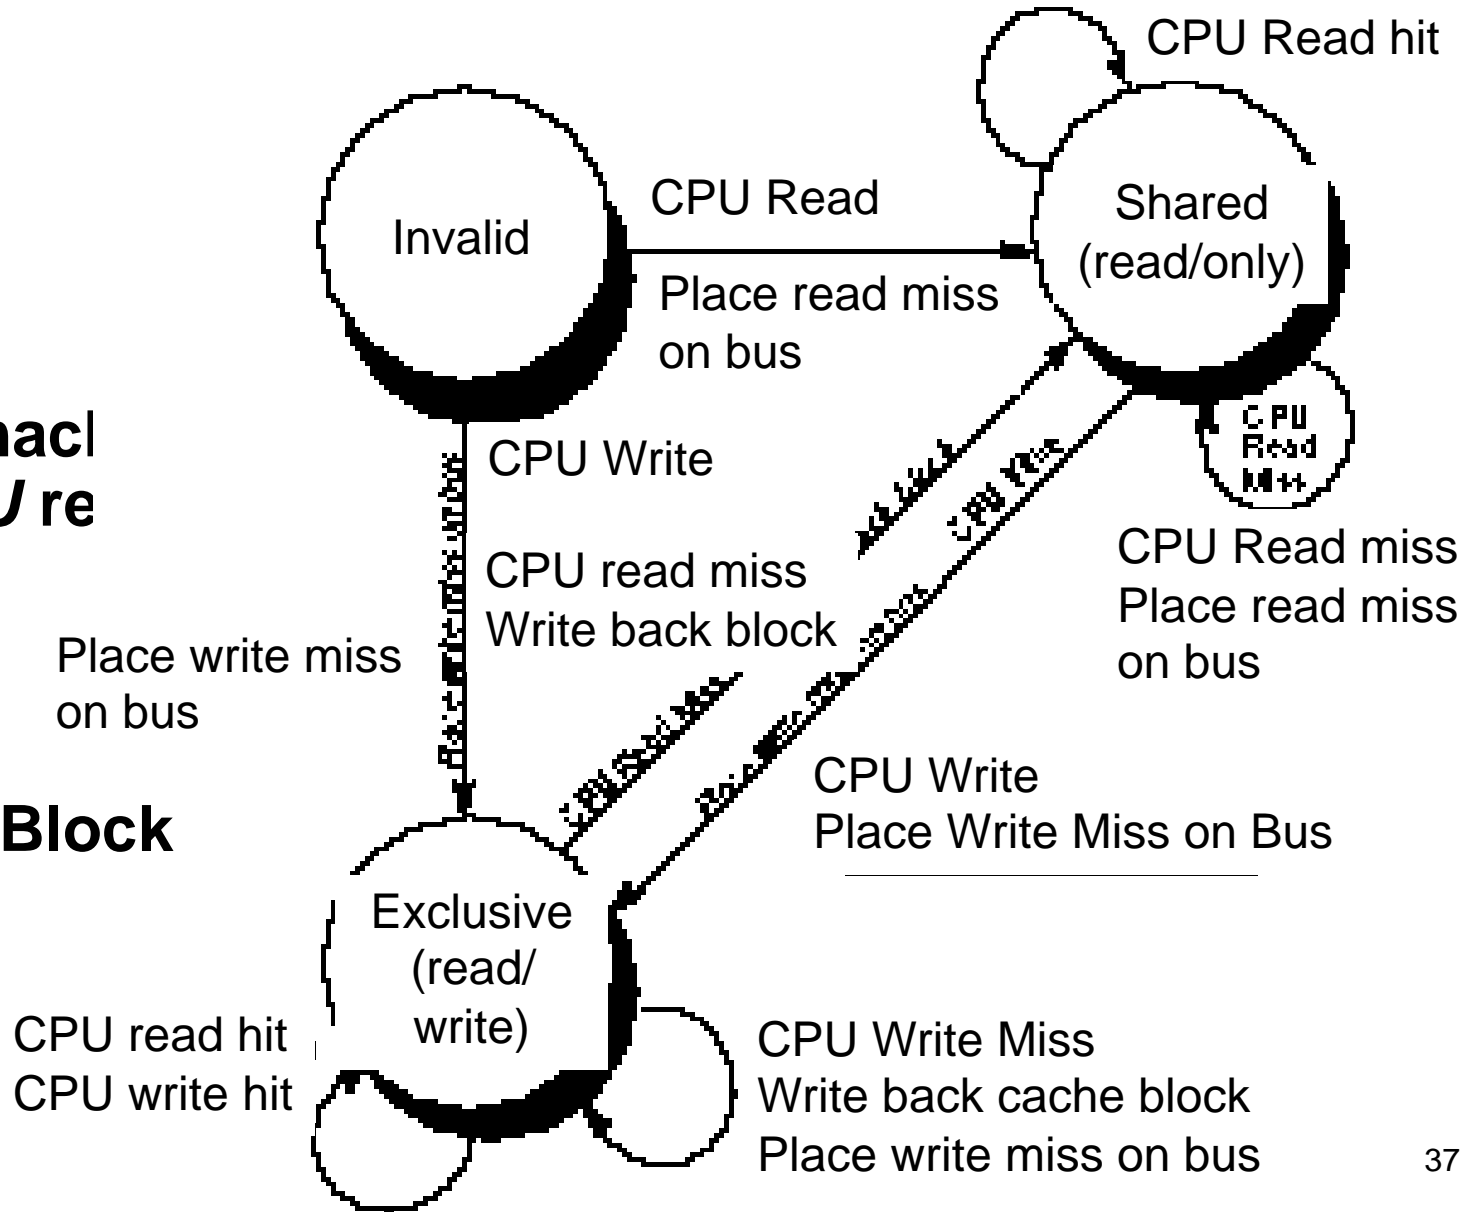 CPU Read hit
CPU Read
Invalid
Shared
(read/only)
Place read miss
on bus
CPU Write
CPU
Read
Miss
CPU read miss
Write back block
CPU Read miss
Place read miss
on bus
Place write miss
on bus
CPU Write
Place Write Miss on Bus
Block
Exclusive
(read/
write)
CPU read hit
CPU write hit
CPU Write Miss
Write back cache block
Place write miss on bus
37